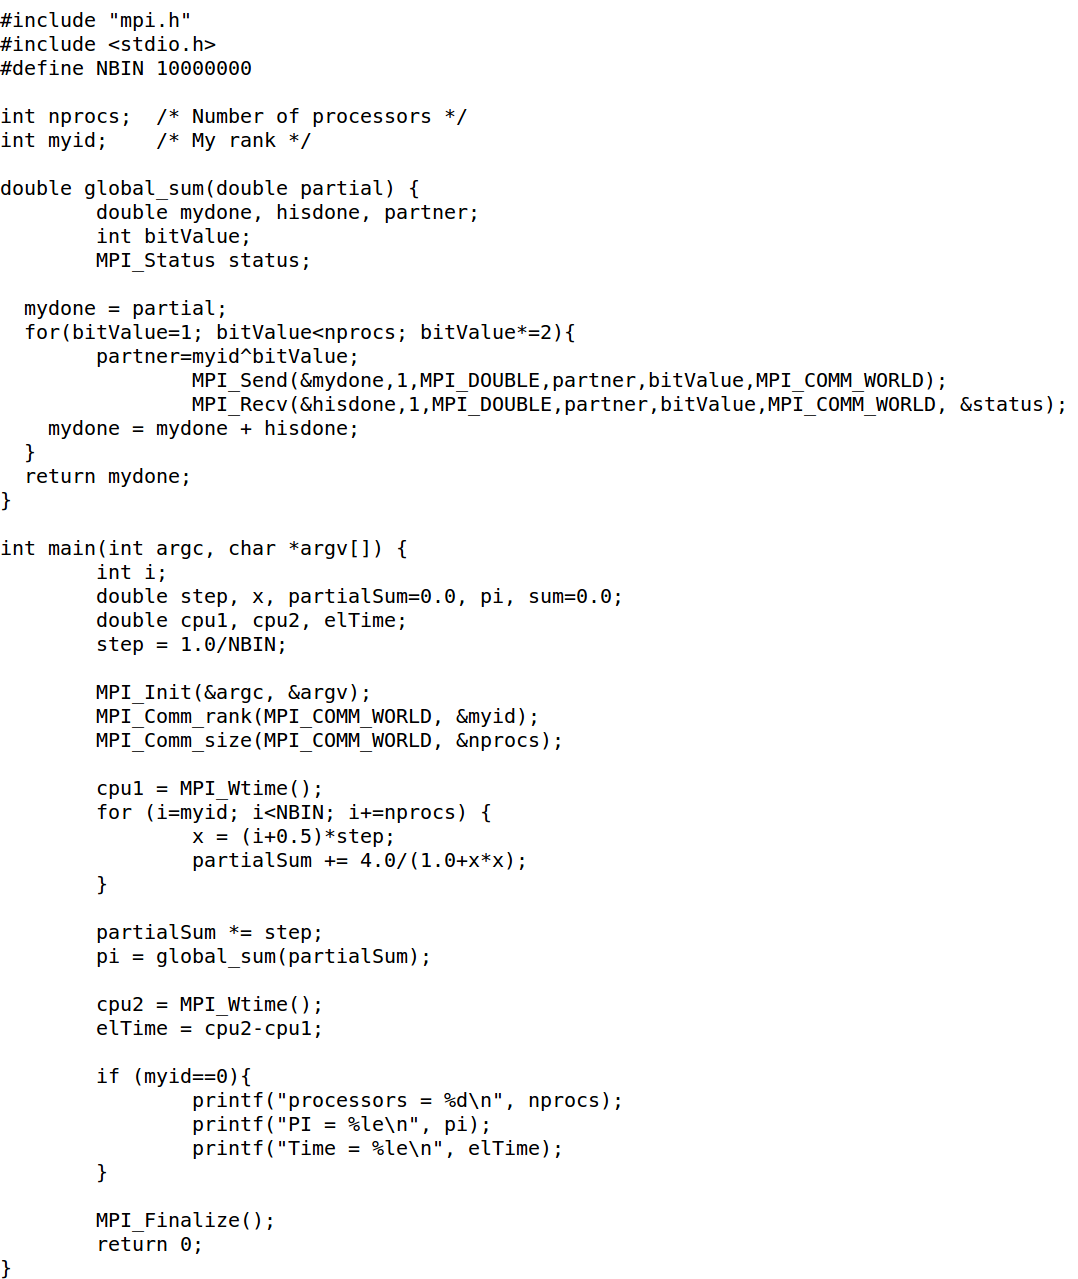 #include "mpi.h"
#include <stdio.h>
#define NBIN 10000000

int nprocs;  /* Number of processors */
int myid;    /* My rank */

double global_sum(double partial) {
        double mydone, hisdone, partner;
        int bitValue;
        MPI_Status status;

  mydone = partial;
  for(bitValue=1; bitValue<nprocs; bitValue*=2){
        partner=myid^bitValue;
                MPI_Send(&mydone,1,MPI_DOUBLE,partner,bitValue,MPI_COMM_WORLD);
                MPI_Recv(&hisdone,1,MPI_DOUBLE,partner,bitValue,MPI_COMM_WORLD, &status);
    mydone = mydone + hisdone;
  }
  return mydone;
}

int main(int argc, char *argv[]) {
        int i;
        double step, x, partialSum=0.0, pi, sum=0.0;
        double cpu1, cpu2, elTime;
        step = 1.0/NBIN;

        MPI_Init(&argc, &argv);
        MPI_Comm_rank(MPI_COMM_WORLD, &myid);
        MPI_Comm_size(MPI_COMM_WORLD, &nprocs);

        cpu1 = MPI_Wtime();
        for (i=myid; i<NBIN; i+=nprocs) {
                x = (i+0.5)*step;
                partialSum += 4.0/(1.0+x*x);
        }

        partialSum *= step;
        pi = global_sum(partialSum);

        cpu2 = MPI_Wtime();
        elTime = cpu2-cpu1;

        if (myid==0){
                printf("processors = %d\n", nprocs);
                printf("PI = %le\n", pi);
                printf("Time = %le\n", elTime);
        }

        MPI_Finalize();
        return 0;
}